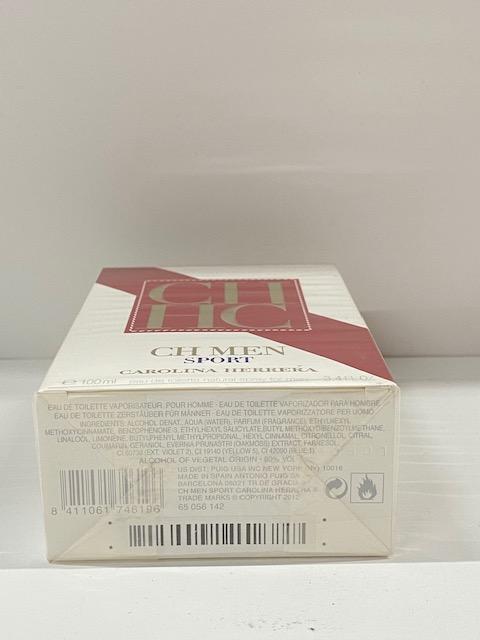 CH
HC
CH MEN
SPORT
CAROLINA HERRERA
e 100ml eau de toilette natural spray for men 3.4 fl.oz.
EAU DE TOILETTE VAPORISATEUR, POUR HOMME - EAU DE TOILETTE VAPORIZADOR PARA HOMBRE
EAU DE TOILETTE ZERSTÄUBER FÜR MÄNNER - EAU DE TOILETTE VAPORIZZATORE PER UOMO
INGREDIENTS: ALCOHOL DENAT., AQUA (WATER), PARFUM (FRAGRANCE), ETHYLHEXYL
METHOXYCINNAMATE, BENZOPHENONE-3, ETHYLHEXYL SALICYLATE, BUTYL METHOXYDIBENZOYLMETHANE,
LINALOOL, LIMONENE, BUTYLPHENYL METHYLPROPIONAL, HEXYL CINNAMAL, CITRONELLOL, CITRAL,
COUMARIN, GERANIOL, EVERNIA PRUNASTRI (OAKMOSS) EXTRACT, FARNESOL,
CI 60730 (EXT. VIOLET 2), CI 19140 (YELLOW 5), CI 42090 (BLUE 1).
ALCOHOL OF VEGETAL ORIGIN - 80% VOL.
US DIST: PUIG USA INC NEW YORK (NY) 10016
MADE IN SPAIN ANTONIO PUIG SA
BARCELONA 08021 TR DE GRACIA
CH MEN SPORT CAROLINA HERRERA ®
TRADE MARKS © COPYRIGHT 2012
65 056 142
8 411061 746196